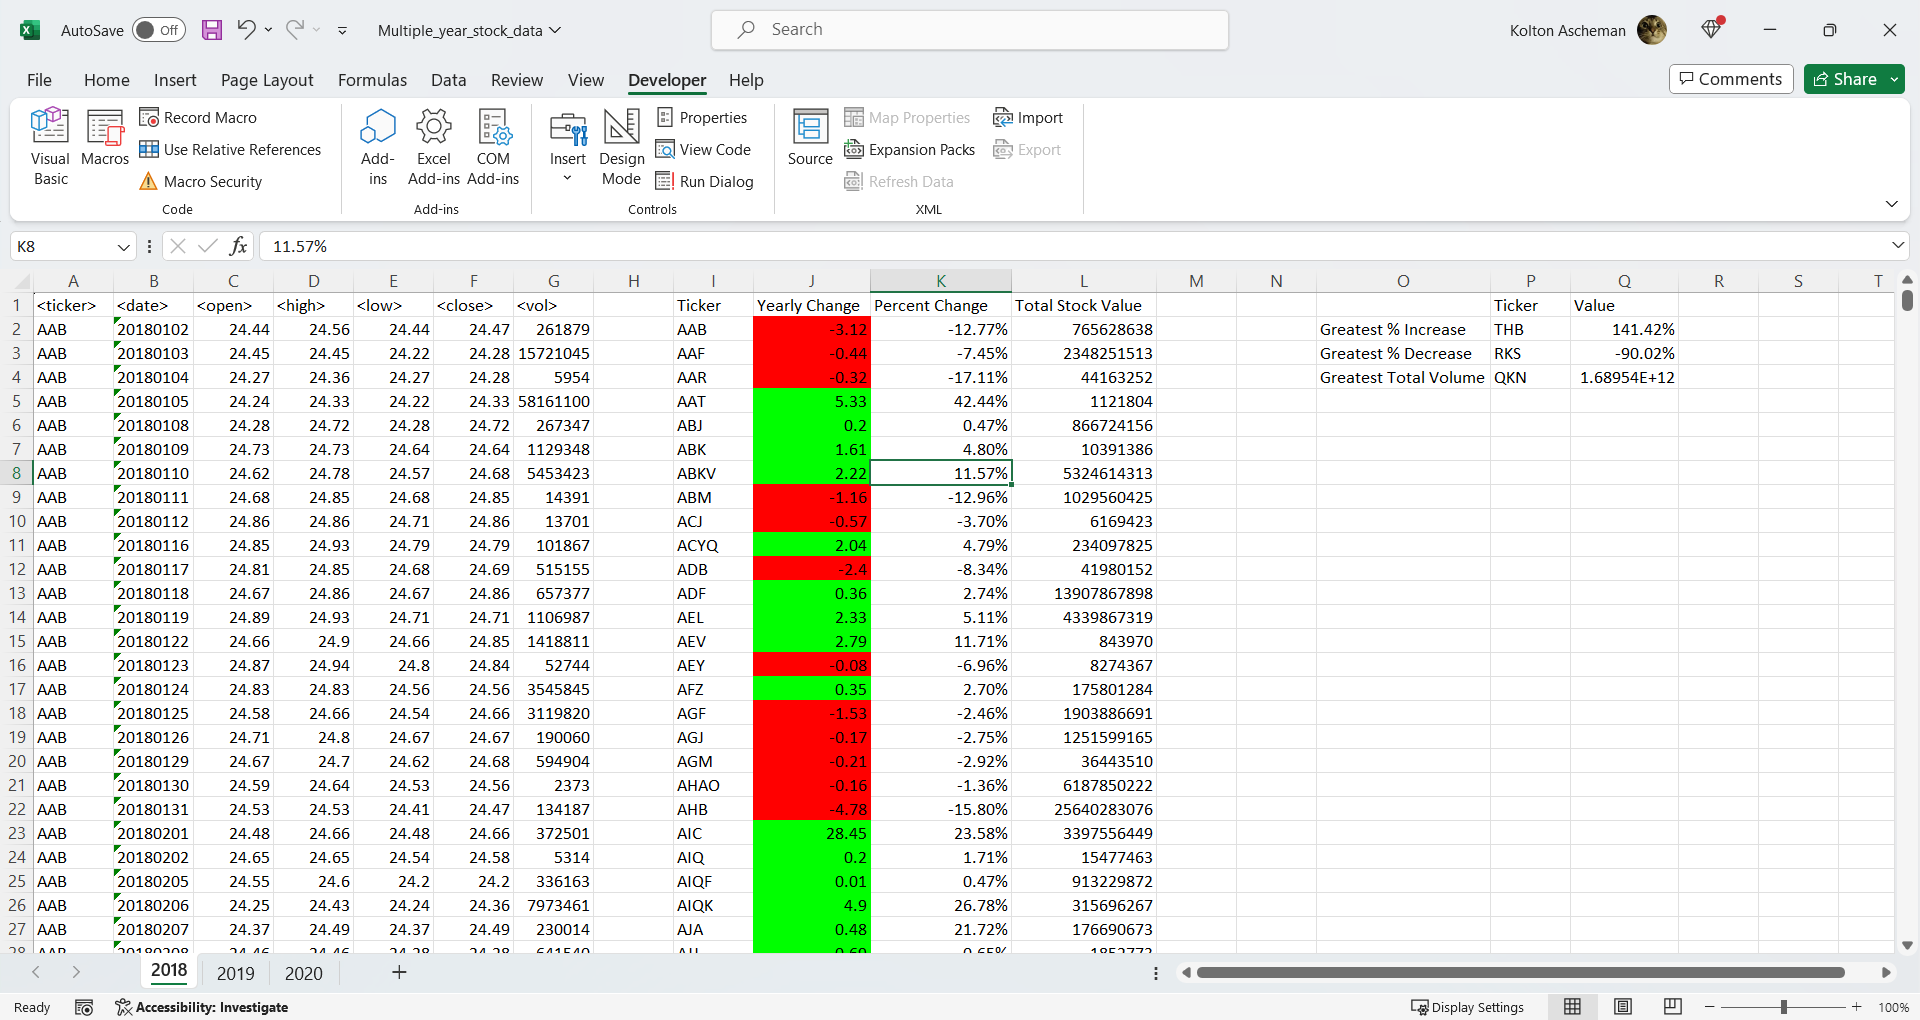 AutoSave Off Multiple_year_stock_data Search Kolton Ascheman
File Home Insert Page Layout Formulas Data Review View Developer Help Comments Share
Visual Basic
Macros
Record Macro
Use Relative References
Macro Security
Code
Add-ins
Excel Add-ins
COM Add-ins
Add-ins
Insert
Design Mode
Properties
View Code
Run Dialog
Controls
Source
Map Properties
Expansion Packs
Refresh Data
Import
Export
XML
K8 fx 11.57%
A B C D E F G H I J K L M N O P Q R S T
1 <ticker> <date> <open> <high> <low> <close> <vol> Ticker Yearly Change Percent Change Total Stock Value Ticker Value
2 AAB 20180102 24.44 24.56 24.44 24.47 261879 AAB -3.12 -12.77% 765628638 Greatest % Increase THB 141.42%
3 AAB 20180103 24.45 24.45 24.22 24.28 15721045 AAF -0.44 -7.45% 2348251513 Greatest % Decrease RKS -90.02%
4 AAB 20180104 24.27 24.36 24.27 24.28 5954 AAR -0.32 -17.11% 44163252 Greatest Total Volume QKN 1.68954E+12
5 AAB 20180105 24.24 24.33 24.22 24.33 58161100 AAT 5.33 42.44% 1121804
6 AAB 20180108 24.28 24.72 24.28 24.72 267347 ABJ 0.2 0.47% 866724156
7 AAB 20180109 24.73 24.73 24.64 24.64 1129348 ABK 1.61 4.80% 10391386
8 AAB 20180110 24.62 24.78 24.57 24.68 5453423 ABKV 2.22 11.57% 5324614313
9 AAB 20180111 24.68 24.85 24.68 24.85 14391 ABM -1.16 -12.96% 1029560425
10 AAB 20180112 24.86 24.86 24.71 24.86 13701 ACJ -0.57 -3.70% 6169423
11 AAB 20180116 24.85 24.93 24.79 24.79 101867 ACYQ 2.04 4.79% 234097825
12 AAB 20180117 24.81 24.85 24.68 24.69 515155 ADB -2.4 -8.34% 41980152
13 AAB 20180118 24.67 24.86 24.67 24.86 657377 ADF 0.36 2.74% 13907867898
14 AAB 20180119 24.89 24.93 24.71 24.71 1106987 AEL 2.33 5.11% 4339867319
15 AAB 20180122 24.66 24.9 24.66 24.85 1418811 AEV 2.79 11.71% 843970
16 AAB 20180123 24.87 24.94 24.8 24.84 52744 AEY -0.08 -6.96% 8274367
17 AAB 20180124 24.83 24.83 24.56 24.56 3545845 AFZ 0.35 2.70% 175801284
18 AAB 20180125 24.58 24.66 24.54 24.66 3119820 AGF -1.53 -2.46% 1903886691
19 AAB 20180126 24.71 24.8 24.67 24.67 190060 AGJ -0.17 -2.75% 1251599165
20 AAB 20180129 24.67 24.7 24.62 24.68 594904 AGM -0.21 -2.92% 36443510
21 AAB 20180130 24.59 24.64 24.53 24.56 2373 AHAO -0.16 -1.36% 6187850222
22 AAB 20180131 24.53 24.53 24.41 24.47 134187 AHB -4.78 -15.80% 25640283076
23 AAB 20180201 24.48 24.66 24.48 24.66 372501 AIC 28.45 23.58% 3397556449
24 AAB 20180202 24.65 24.65 24.54 24.58 5314 AIQ 0.2 1.71% 15477463
25 AAB 20180205 24.55 24.6 24.2 24.2 336163 AIQF 0.01 0.47% 913229872
26 AAB 20180206 24.25 24.43 24.24 24.36 7973461 AIQK 4.9 26.78% 315696267
27 AAB 20180207 24.37 24.49 24.37 24.49 230014 AJA 0.48 21.72% 176690673
2018 2019 2020
Ready Accessibility: Investigate Display Settings 100%